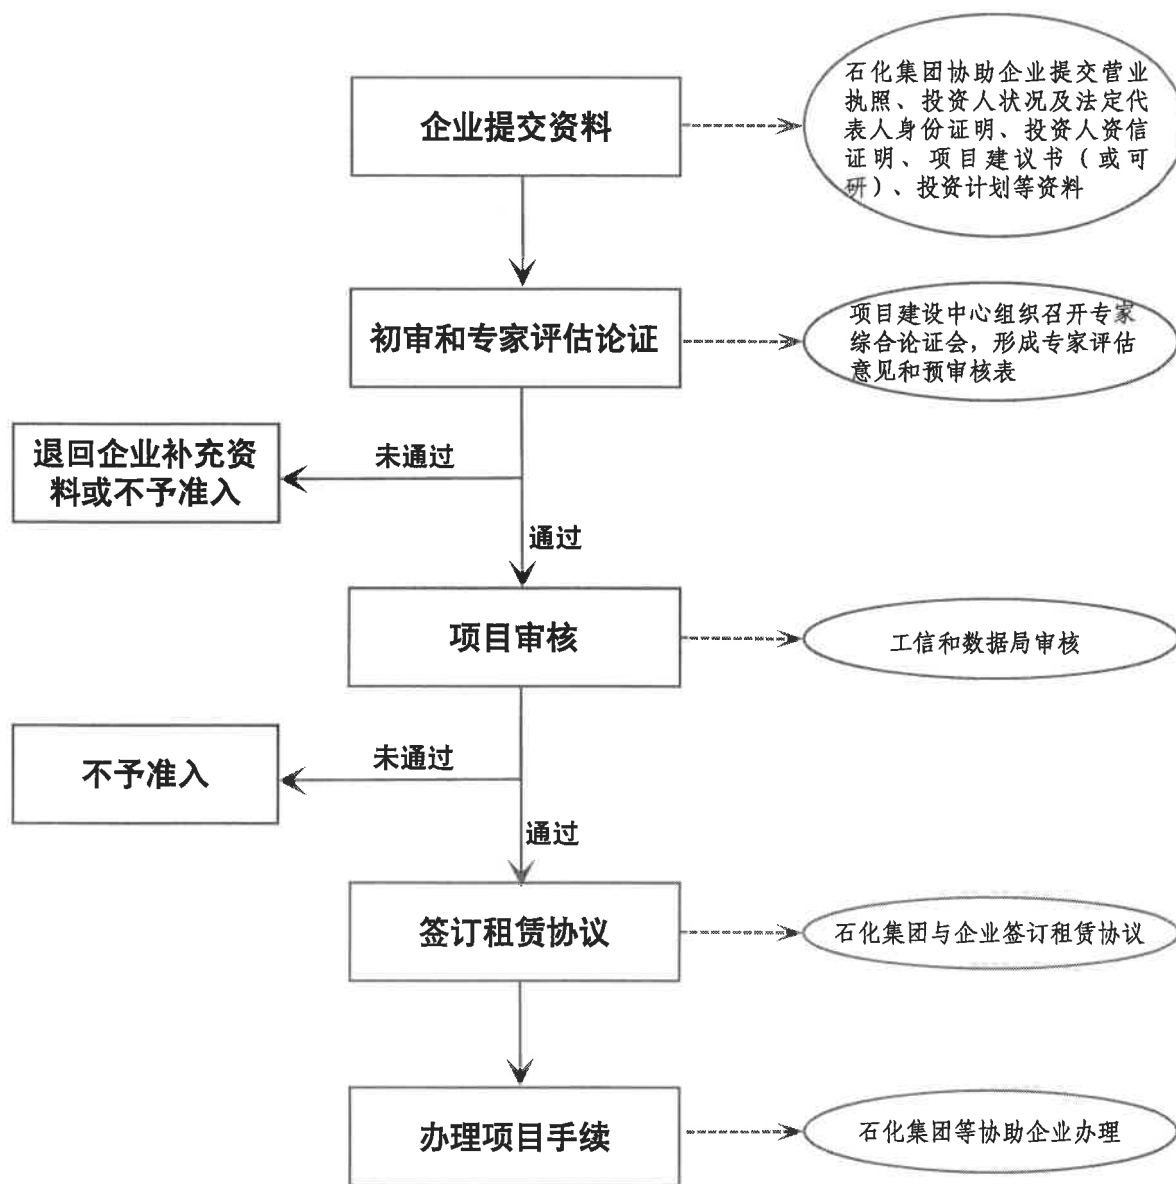 企业提交资料
石化集团协助企业提交营业
执照、投资人状况及法定代
表人身份证明、投资人资信
证明、项目建议书（或可
研）、投资计划等资料
初审和专家评估论证
项目建设中心组织召开专家
综合论证会，形成专家评估
意见和预审核表
退回企业补充资
料或不予准入
未通过
通过
项目审核
工信和数据局审核
不予准入
未通过
通过
签订租赁协议
石化集团与企业签订租赁协议
办理项目手续
石化集团等协助企业办理